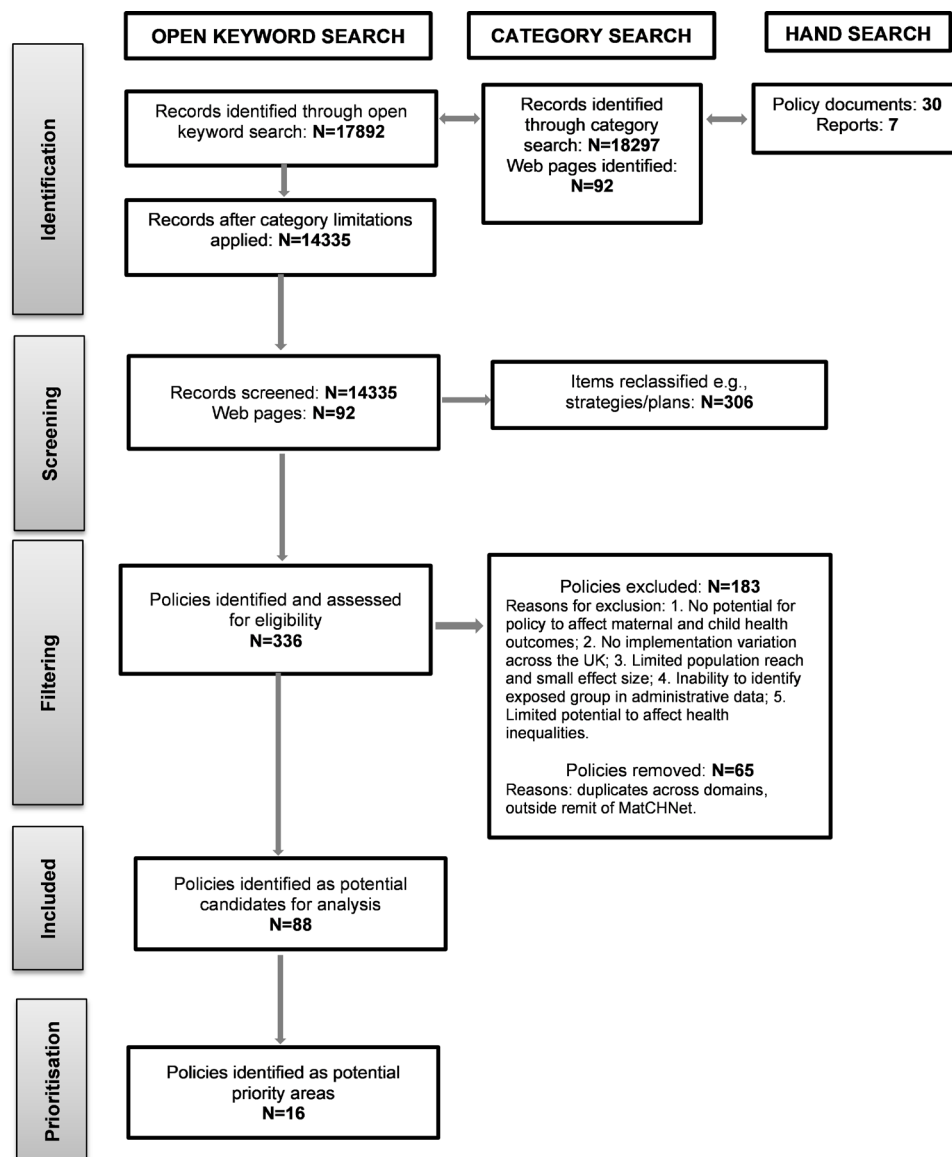 OPEN KEYWORD SEARCH
CATEGORY SEARCH
HAND SEARCH
Identification
Records identified through open
keyword search: N=17892
Records identified
through category
search: N=18297
Web pages identified:
N=92
Policy documents: 30
Reports: 7
Records after category limitations
applied: N=14335
Screening
Records screened: N=14335
Web pages: N=92
Items reclassified e.g.,
strategies/plans: N=306
Filtering
Policies identified and assessed
for eligibility
N=336
Policies excluded: N=183
Reasons for exclusion: 1. No potential for
policy to affect maternal and child health
outcomes; 2. No implementation variation
across the UK; 3. Limited population reach
and small effect size; 4. Inability to identify
exposed group in administrative data; 5.
Limited potential to affect health
inequalities.
Policies removed: N=65
Reasons: duplicates across domains,
outside remit of MatCHNet.
Included
Policies identified as potential
candidates for analysis
N=88
Prioritisation
Policies identified as potential
priority areas
N=16